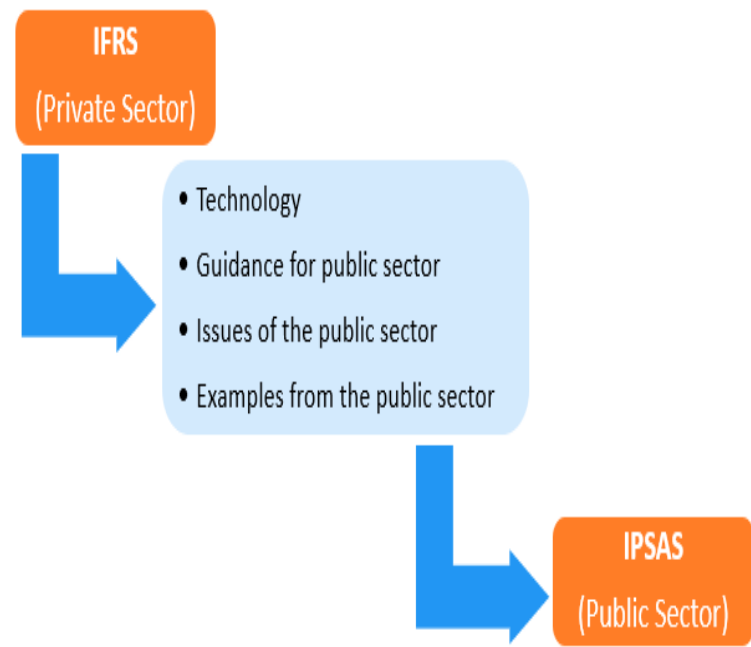 IFRS
(Private Sector)
• Technology
• Guidance for public sector
• Issues of the public sector
• Examples from the public sector
IPSAS
(Public Sector)